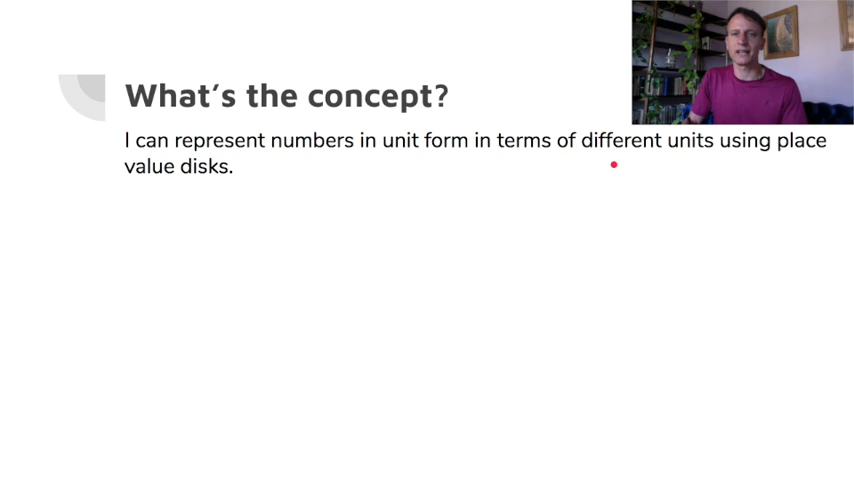 What's the concept?
I can represent numbers in unit form in terms of different units using place
value disks.